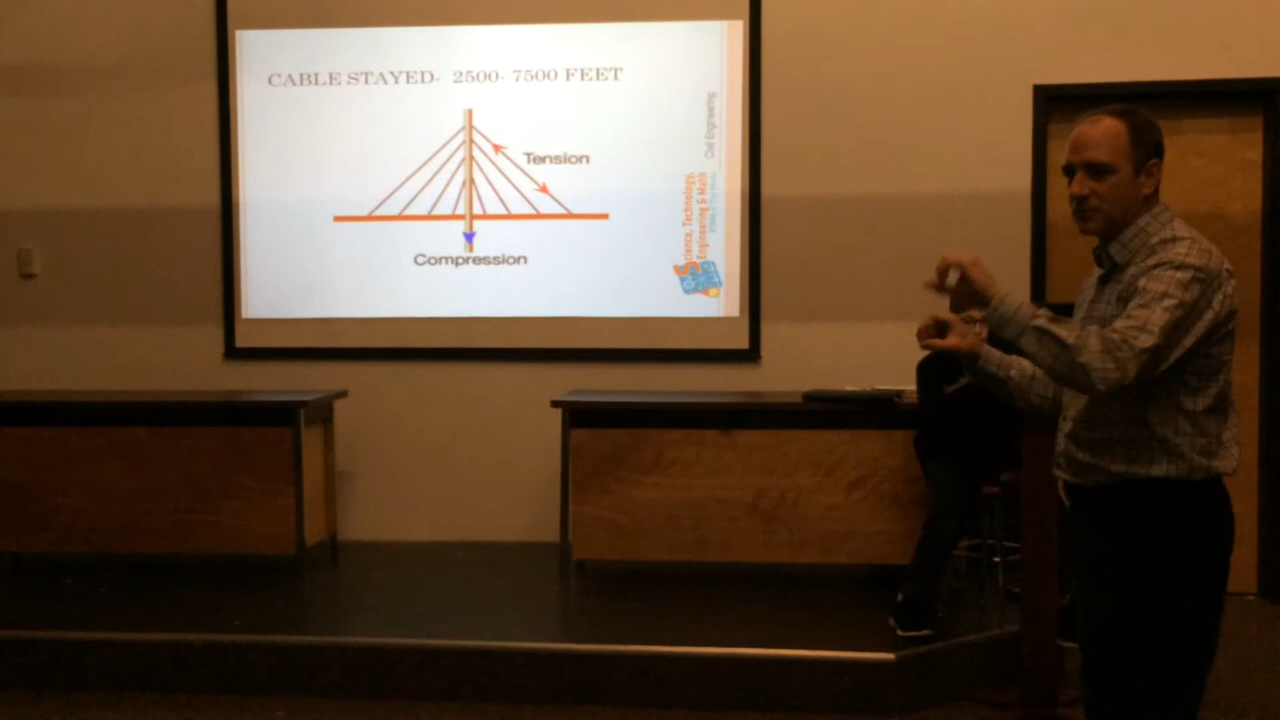 CABLE STAYED- 2500- 7500 FEET
Tension
Compression
Science, Technology,
Engineering & Math
Civil Engineering